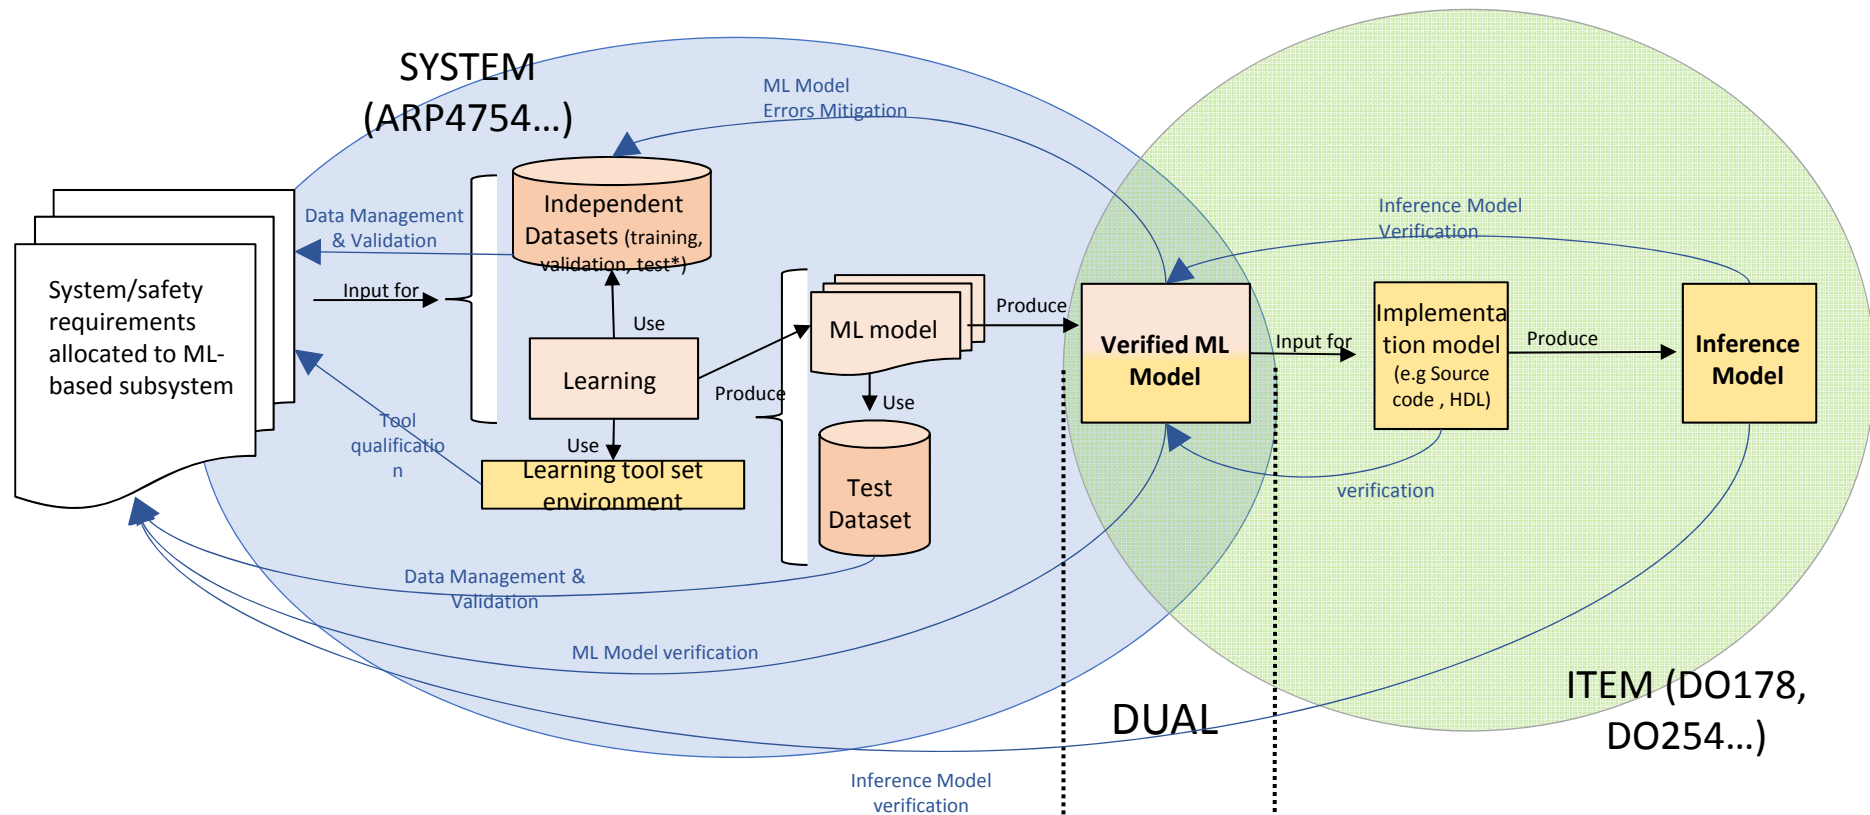 SYSTEM
(ARP4754...)
ML Model
Errors Mitigation
Independent
Datasets (training,
validation, test*)
Data Management
& Validation
Inference Model
Verification
System/safety
requirements
allocated to ML-
based subsystem
Input for
Use
Learning
Produce
ML model
Produce
Verified ML
Model
Input for
Implementa
tion model
(e.g Source
code , HDL)
Produce
Inference
Model
Use
Use
Tool
qualificatio
n
Learning tool set
environment
Test
Dataset
verification
Data Management &
Validation
ML Model verification
DUAL
ITEM (DO178,
DO254...)
Inference Model
verification